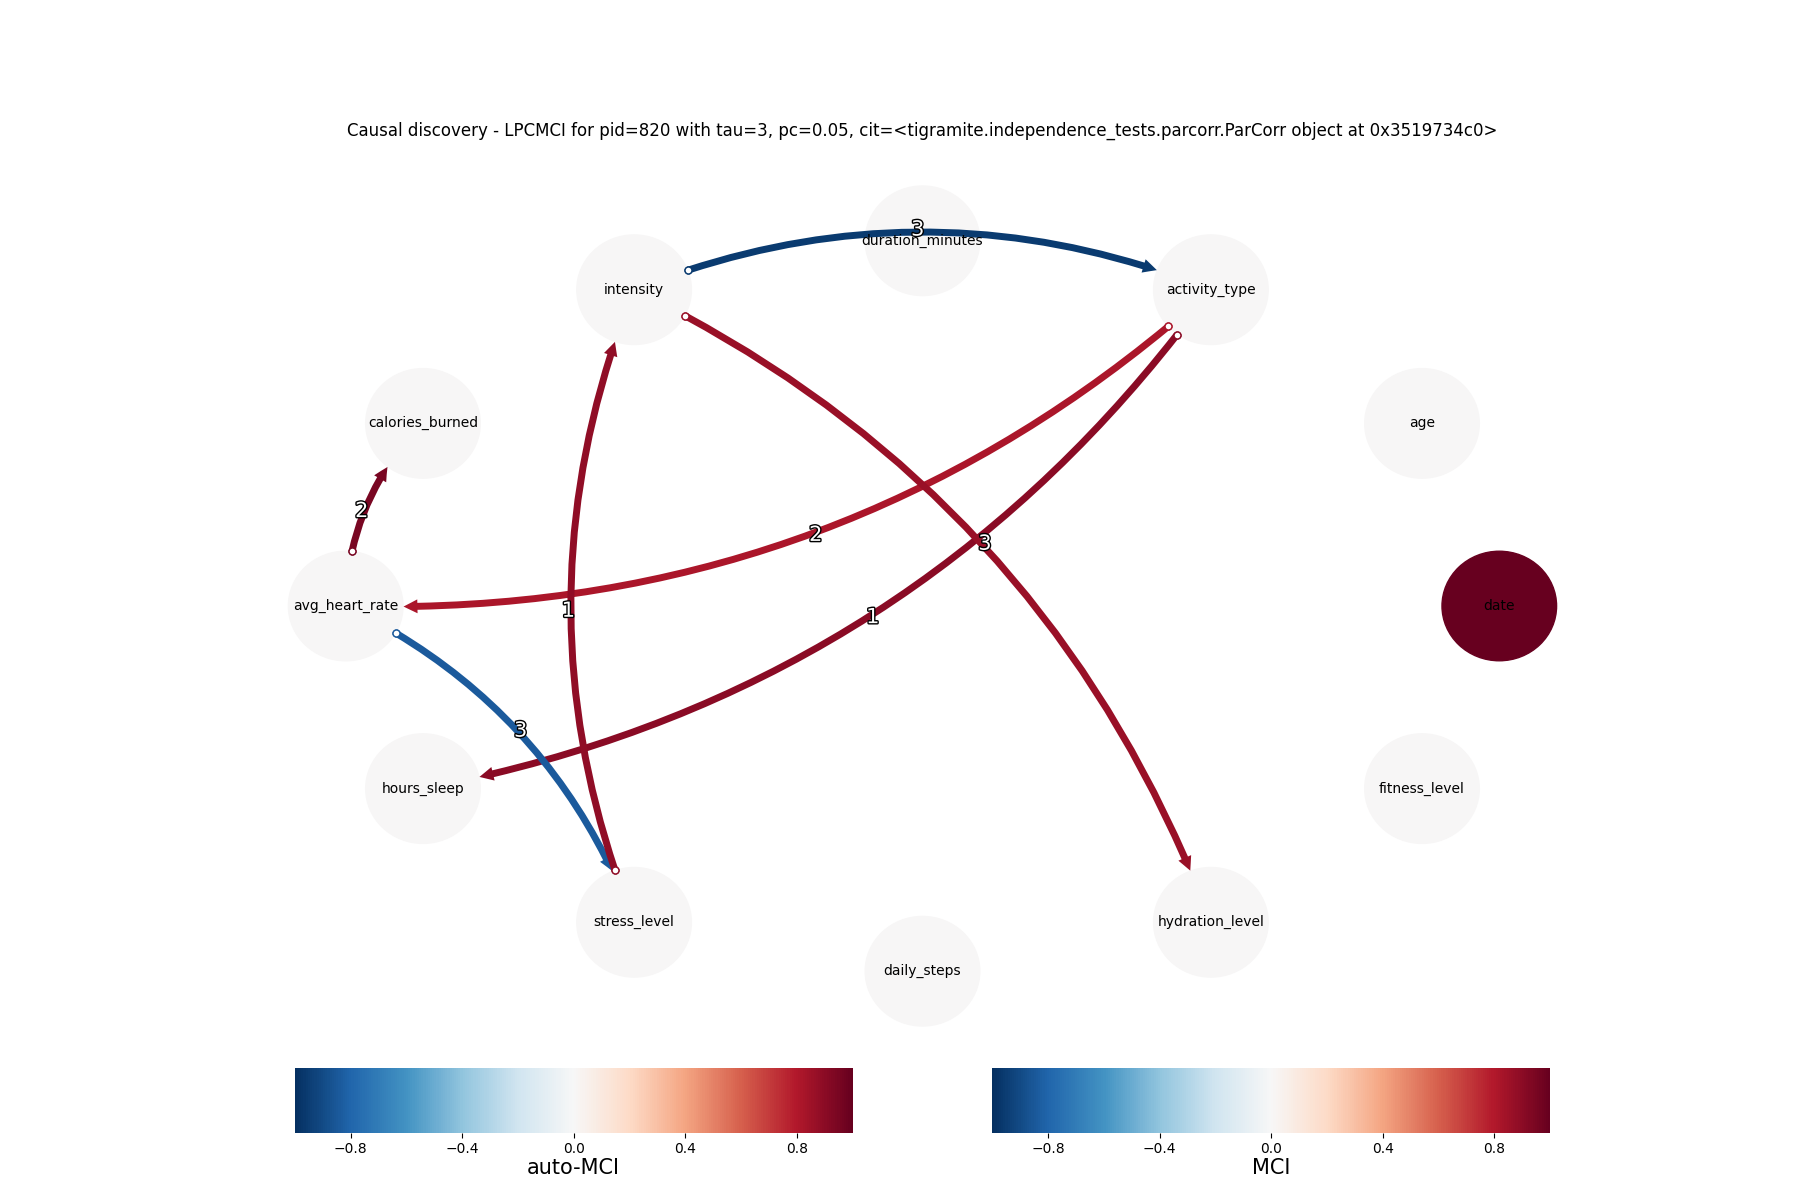 Causal discovery - LPCMCI for pid=820 with tau=3, pc=0.05, cit=<tigramite.independence_tests.parcorr.ParCorr object at 0x3519734c0>
3
duration_minutes
intensity
activity_type
calories_burned
age
2
2
3
avg_heart_rate
1
1
date
3
hours_sleep
fitness_level
stress_level
hydration_level
daily_steps
−0.8 −0.4 0.0 0.4 0.8
auto-MCI
−0.8 −0.4 0.0 0.4 0.8
MCI